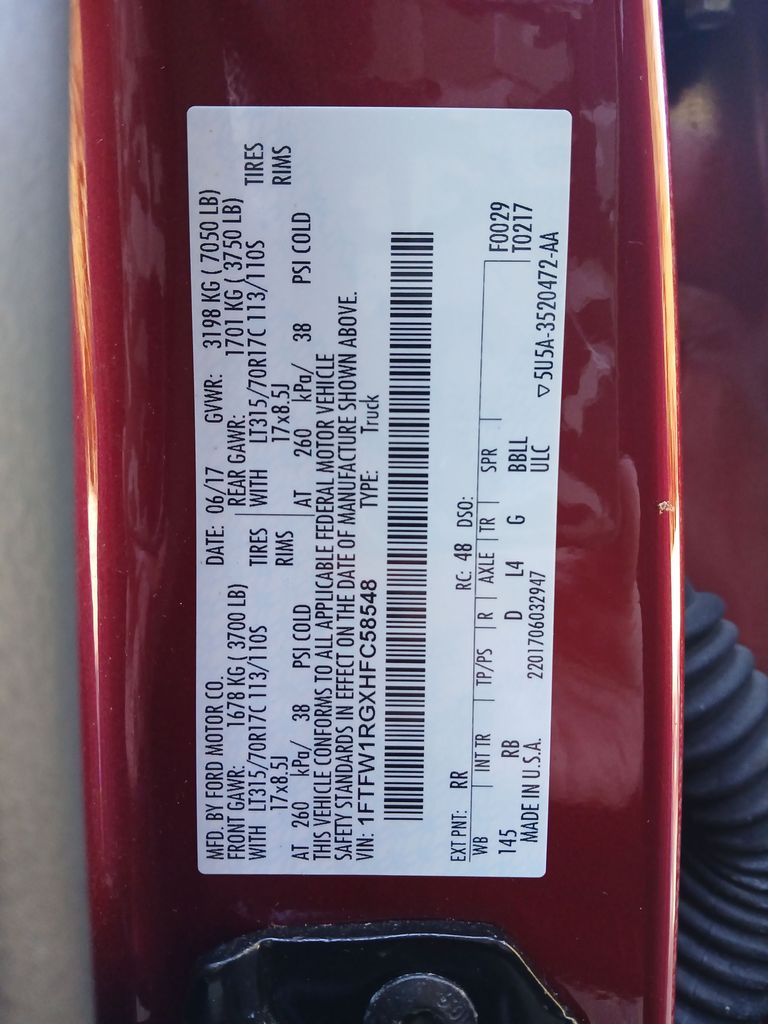 MFD. BY FORD MOTOR CO. DATE: 06/17 GVWR: 3198 KG ( 7050 LB)
FRONT GAWR: 1678 KG ( 3700 LB) REAR GAWR: 1701 KG ( 3750 LB)
WITH LT315/70R17C 113/110S TIRES WITH LT315/70R17C 113/110S TIRES
17x8.5J RIMS 17x8.5J RIMS
AT 260 kPa/ 38 PSI COLD AT 260 kPa/ 38 PSI COLD
THIS VEHICLE CONFORMS TO ALL APPLICABLE FEDERAL MOTOR VEHICLE
SAFETY STANDARDS IN EFFECT ON THE DATE OF MANUFACTURE SHOWN ABOVE.
VIN: 1FTFW1RGXHFC58548 TYPE: Truck
EXT PNT: RR RC: 48 DSO:
WB INT TR TP/PS R AXLE TR SPR F0029
145 RB D L4 G BBLL T0217
MADE IN U.S.A. 2201706032947 ULC
▽ 5U5A-3520472-AA